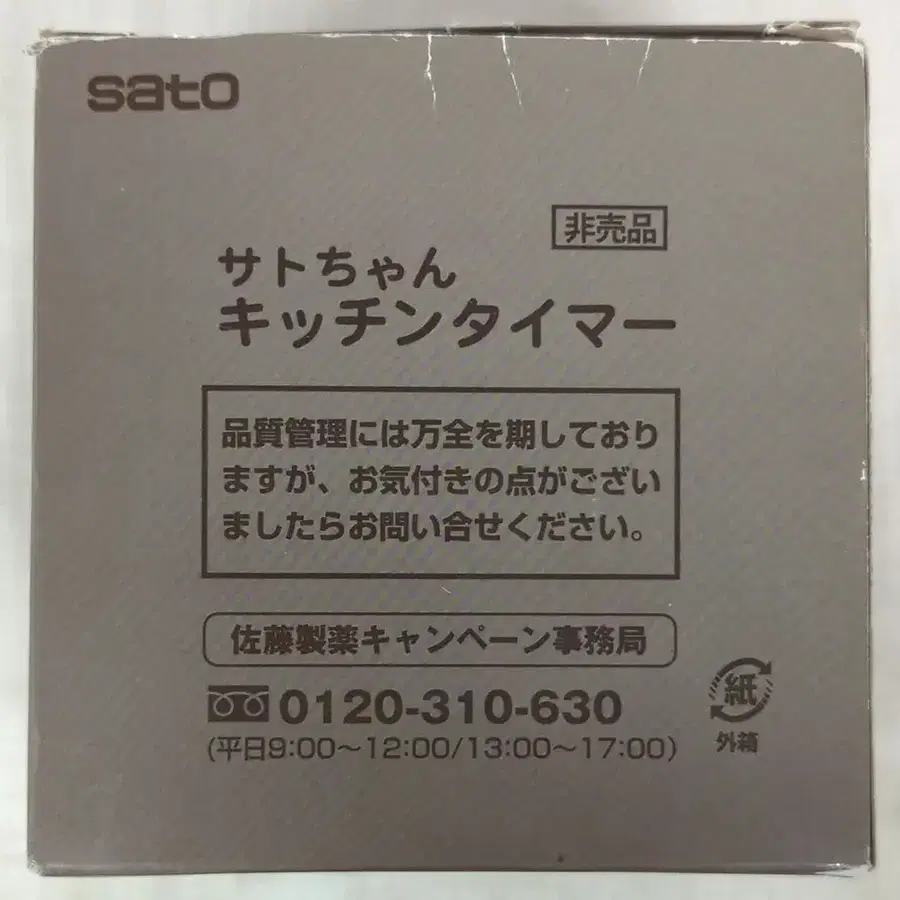 sato
非売品
サトちゃん
キッチンタイマー
品質管理には万全を期しており
ますが、お気付きの点がござい
ましたらお問い合せください。
佐藤製薬キャンペーン事務局
0120-310-630
(平日9:00～12:00/13:00～17:00)
紙
外箱